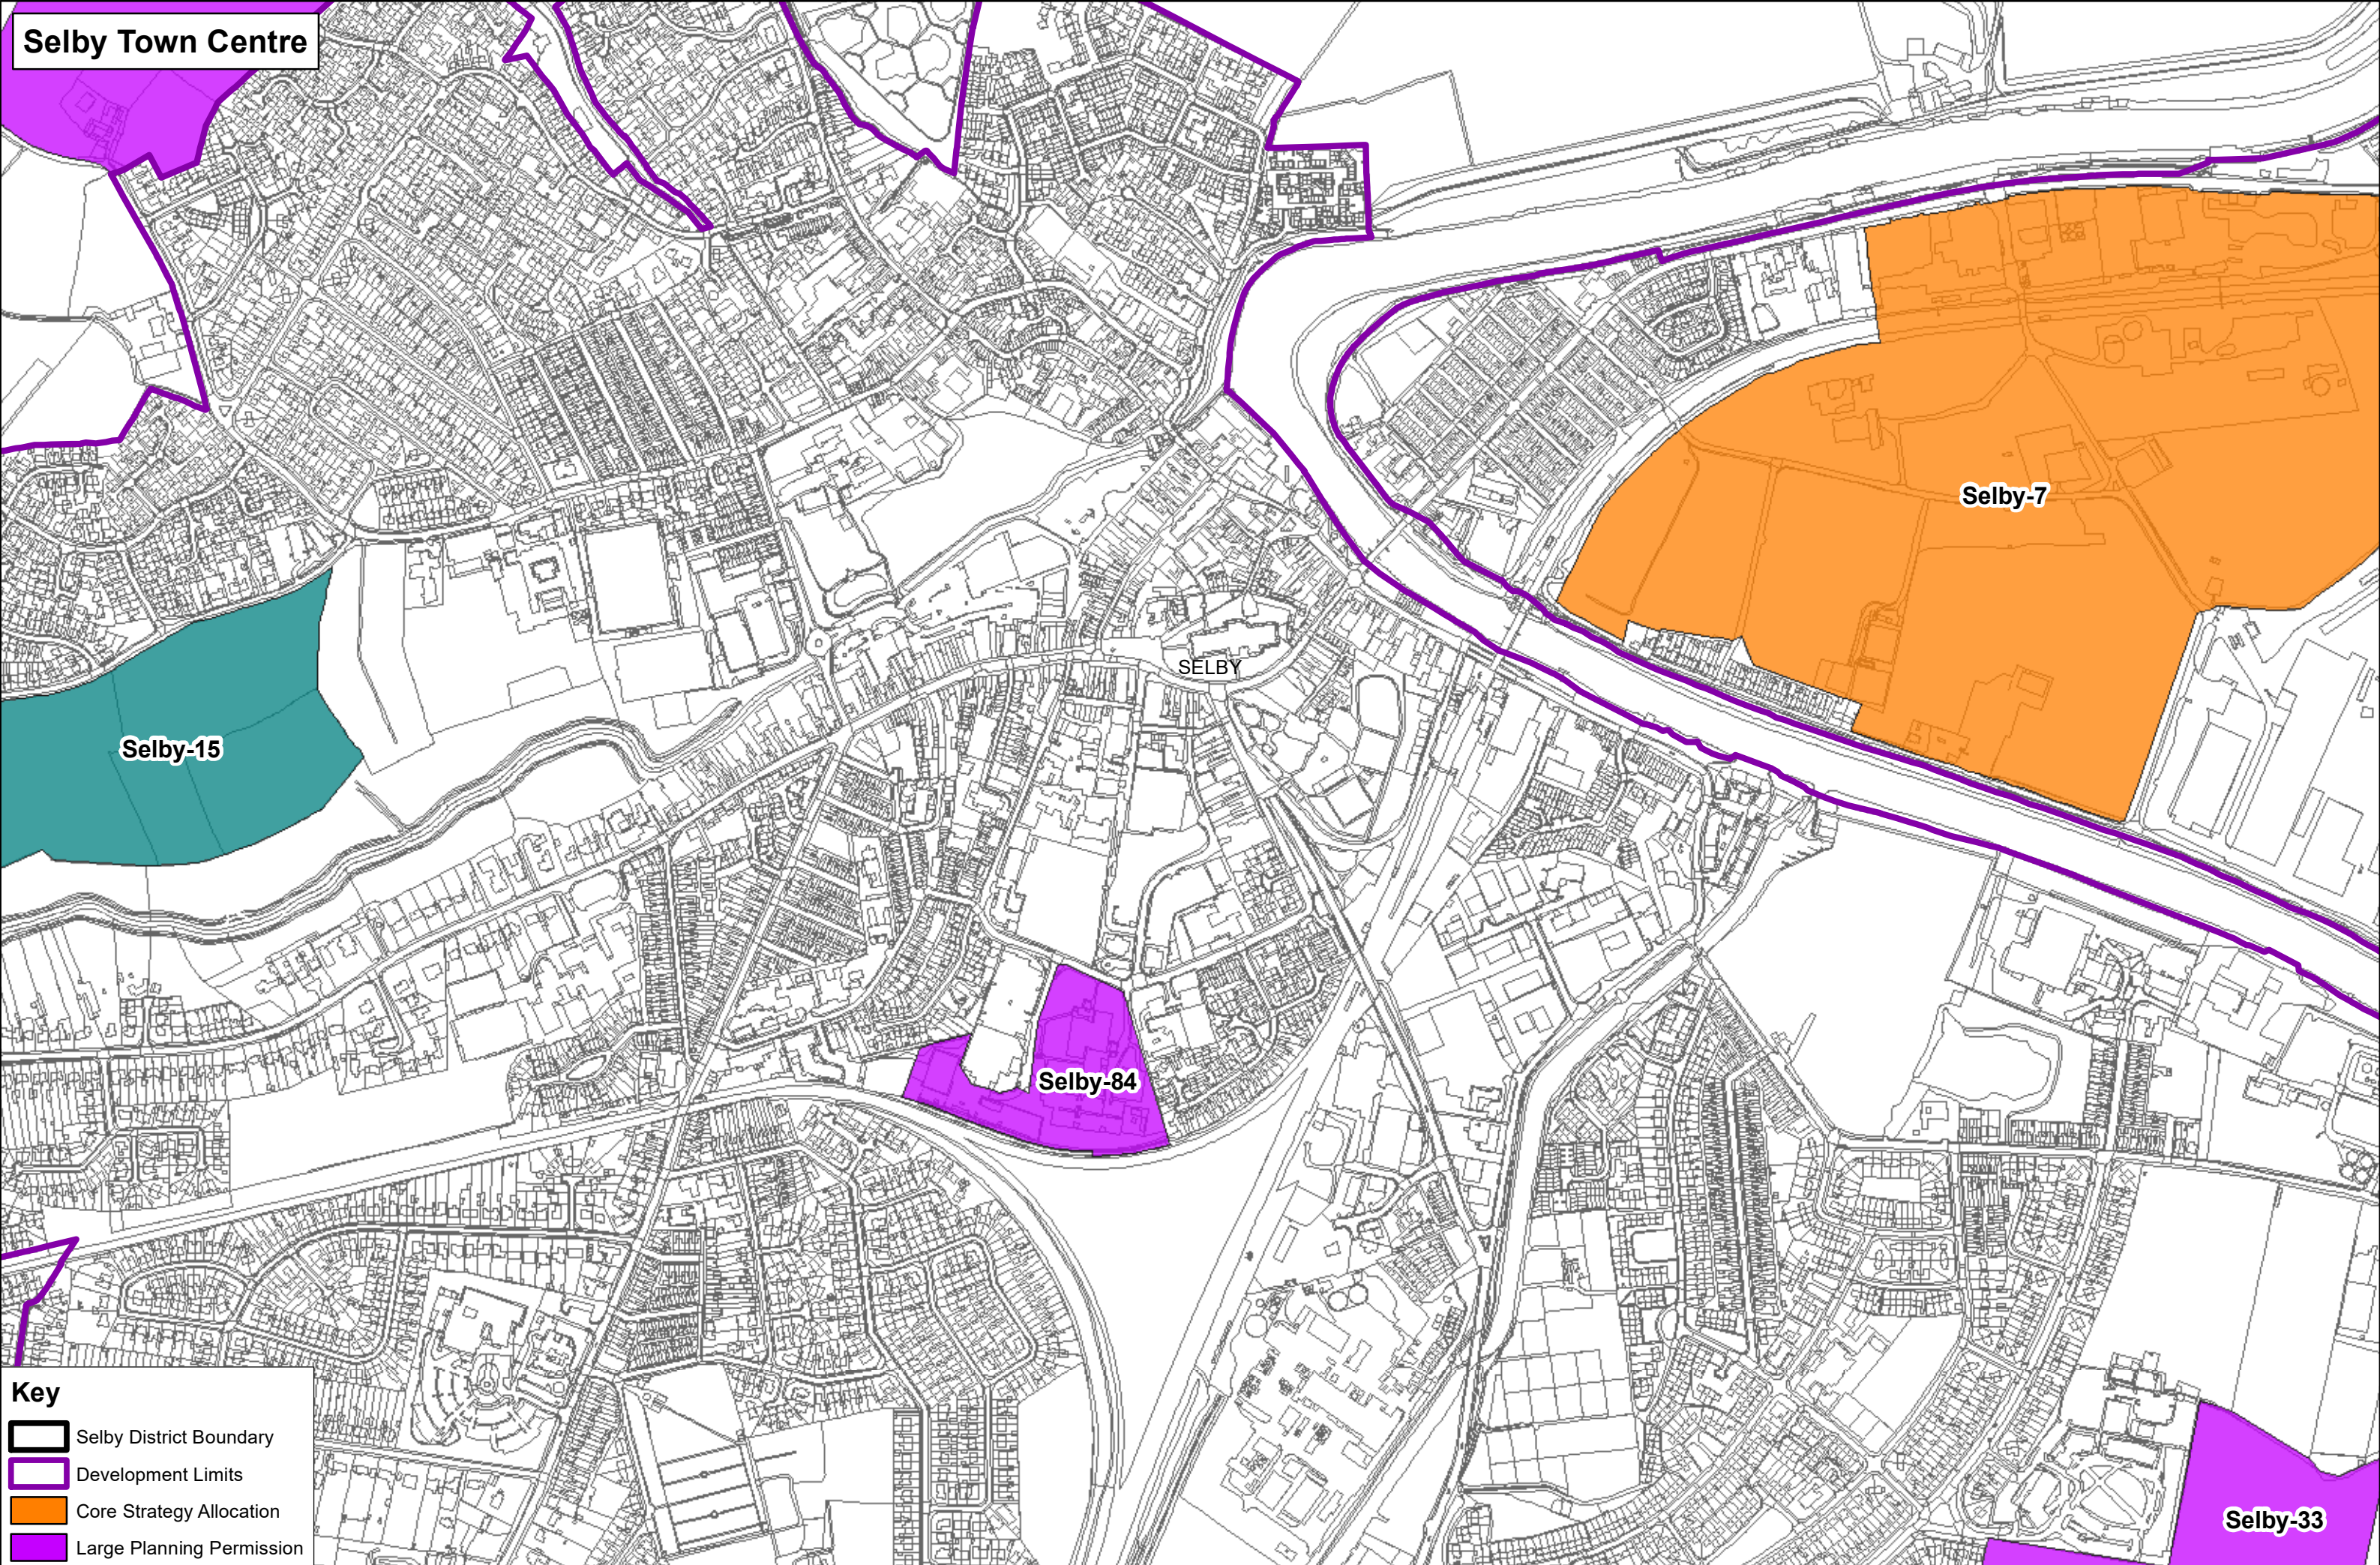 Selby Town Centre
Selby-7
SELBY
Selby-15
Selby-84
Key
Selby District Boundary
Development Limits
Core Strategy Allocation
Large Planning Permission
Selby-33